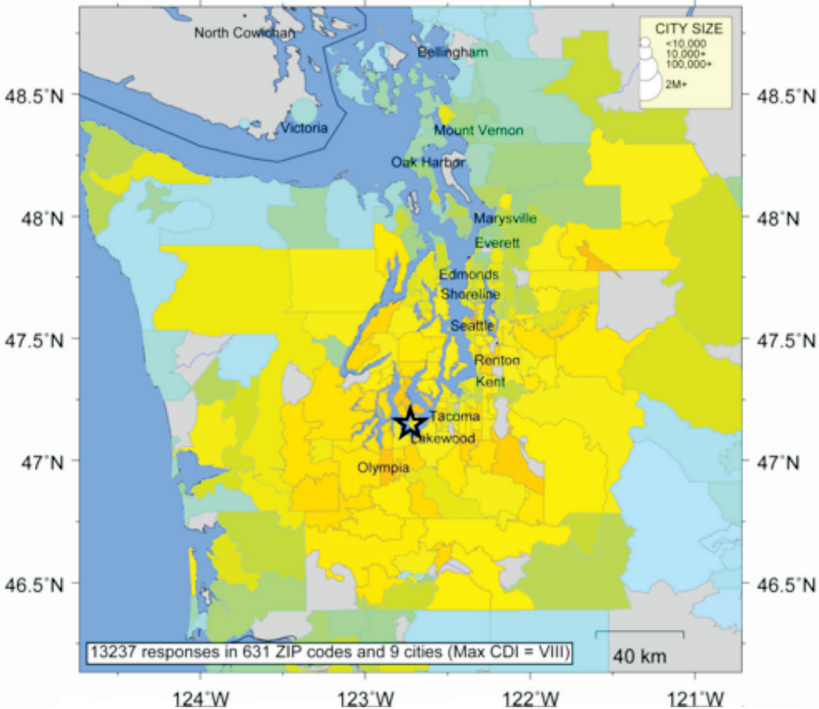 North Cowichan
Bellingham
CITY SIZE
<10,000
10,000+
100,000+
2M+
48.5°N
48.5°N
Victoria
Mount Vernon
Oak Harbor
48°N
48°N
Marysville
Everett
Edmonds
Shoreline
Seattle
47.5°N
47.5°N
Renton
Kent
Tacoma
Lakewood
47°N
47°N
Olympia
46.5°N
46.5°N
13237 responses in 631 ZIP codes and 9 cities (Max CDI = VIII)
40 km
124°W
123°W
122°W
121°W